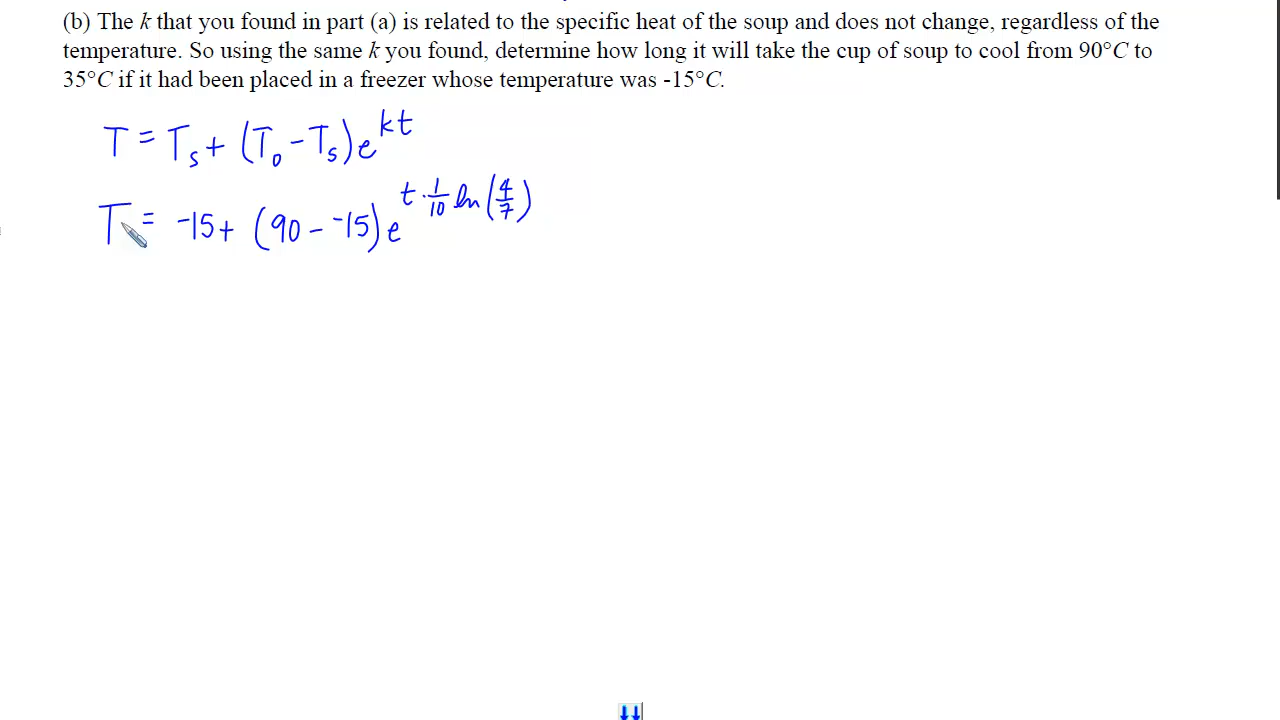 (b) The k that you found in part (a) is related to the specific heat of the soup and does not change, regardless of the
temperature. So using the same k you found, determine how long it will take the cup of soup to cool from 90°C to
35°C if it had been placed in a freezer whose temperature was -15°C.
T = Tₛ + (T₀ - Tₛ)e^kt
T = -15 + (90 - -15)e^t·1/10 ln(4/7)